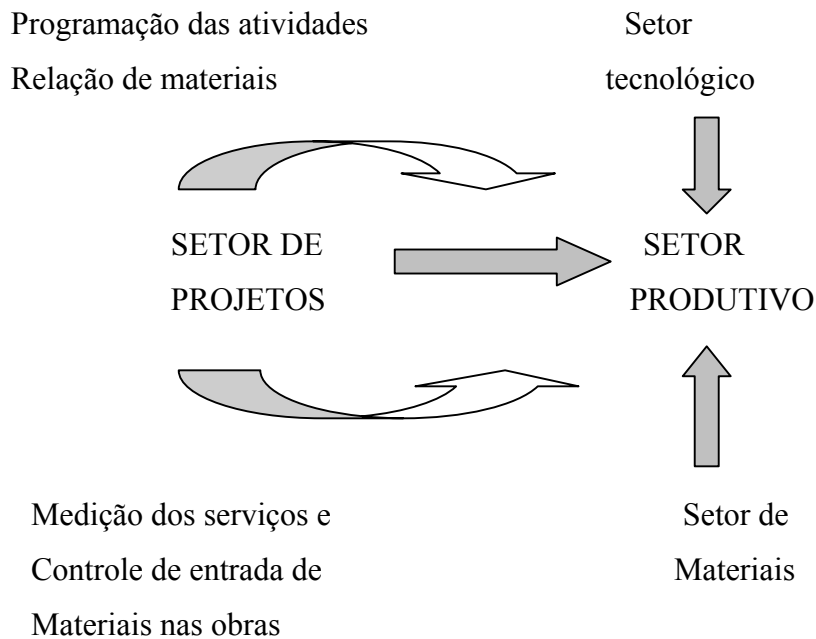 Programação das atividades
Relação de materiais
Setor
tecnológico
SETOR DE
PROJETOS
SETOR
PRODUTIVO
Medição dos serviços e
Controle de entrada de
Materiais nas obras
Setor de
Materiais